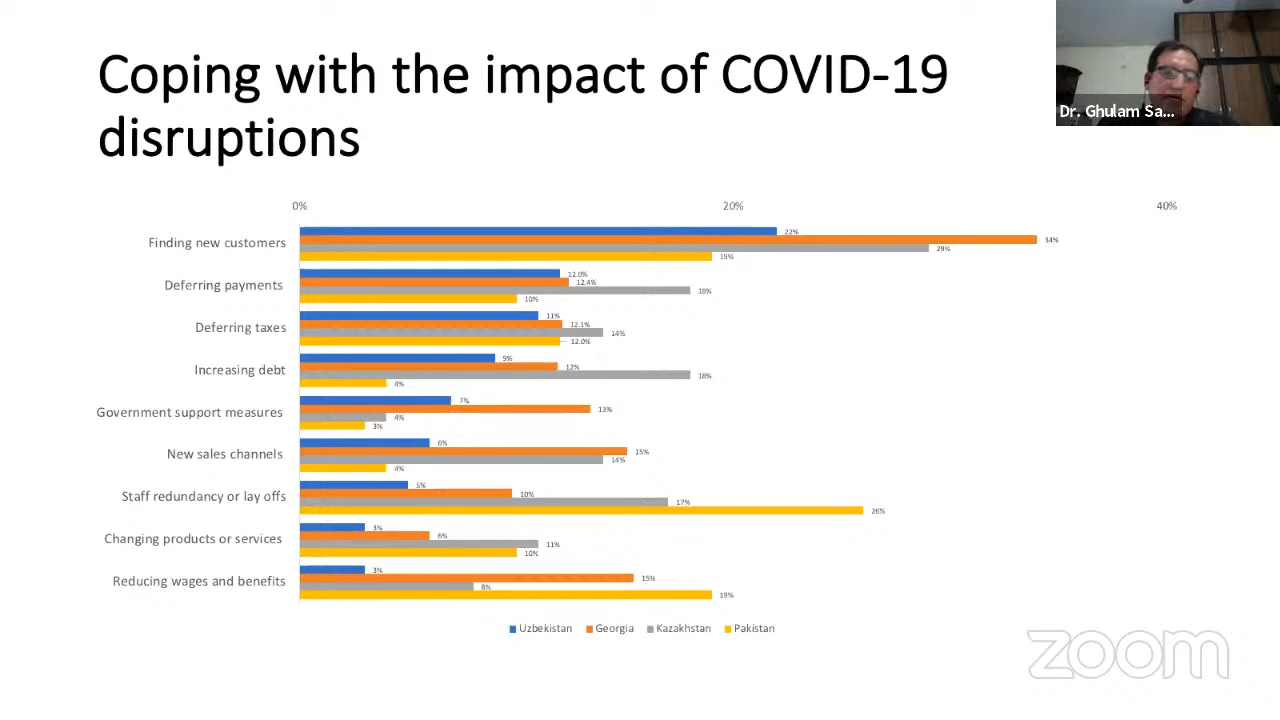 Coping with the impact of COVID-19
disruptions
Dr. Ghulam Sa...
0% 20% 40%
Finding new customers 22% 34% 29% 19%
Deferring payments 12.0% 12.4% 18% 10%
Deferring taxes 11% 12.1% 14% 12.0%
Increasing debt 9% 12% 18% 4%
Government support measures 7% 13% 4% 3%
New sales channels 6% 15% 14% 4%
Staff redundancy or lay offs 5% 10% 17% 26%
Changing products or services 3% 6% 11% 10%
Reducing wages and benefits 3% 15% 8% 19%
Uzbekistan Georgia Kazakhstan Pakistan
zoom